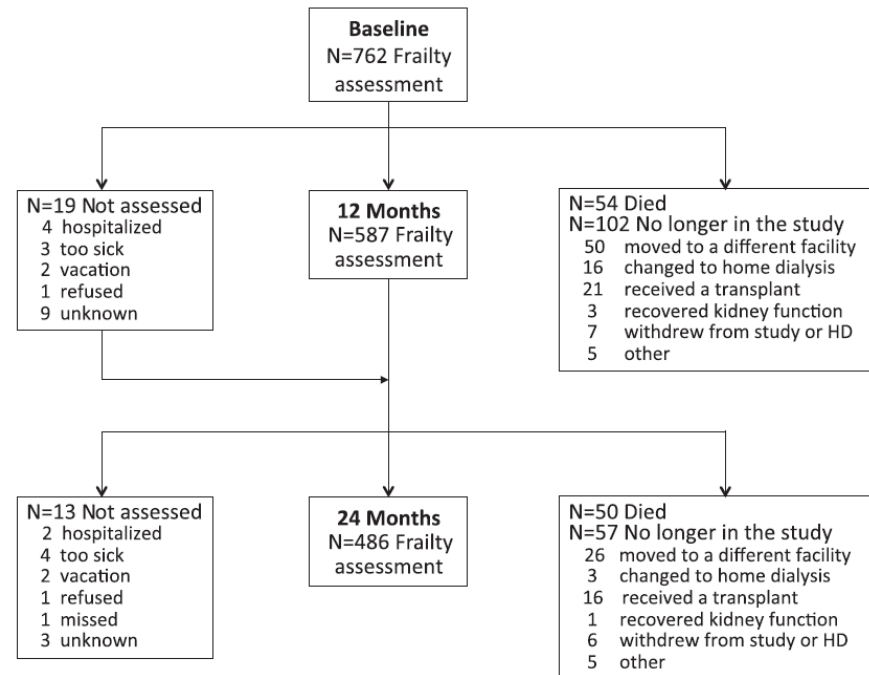 Baseline
N=762 Frailty
assessment
N=19 Not assessed
4 hospitalized
3 too sick
2 vacation
1 refused
9 unknown
12 Months
N=587 Frailty
assessment
N=54 Died
N=102 No longer in the study
50 moved to a different facility
16 changed to home dialysis
21 received a transplant
3 recovered kidney function
7 withdrew from study or HD
5 other
N=13 Not assessed
2 hospitalized
4 too sick
2 vacation
1 refused
1 missed
3 unknown
24 Months
N=486 Frailty
assessment
N=50 Died
N=57 No longer in the study
26 moved to a different facility
3 changed to home dialysis
16 received a transplant
1 recovered kidney function
6 withdrew from study or HD
5 other